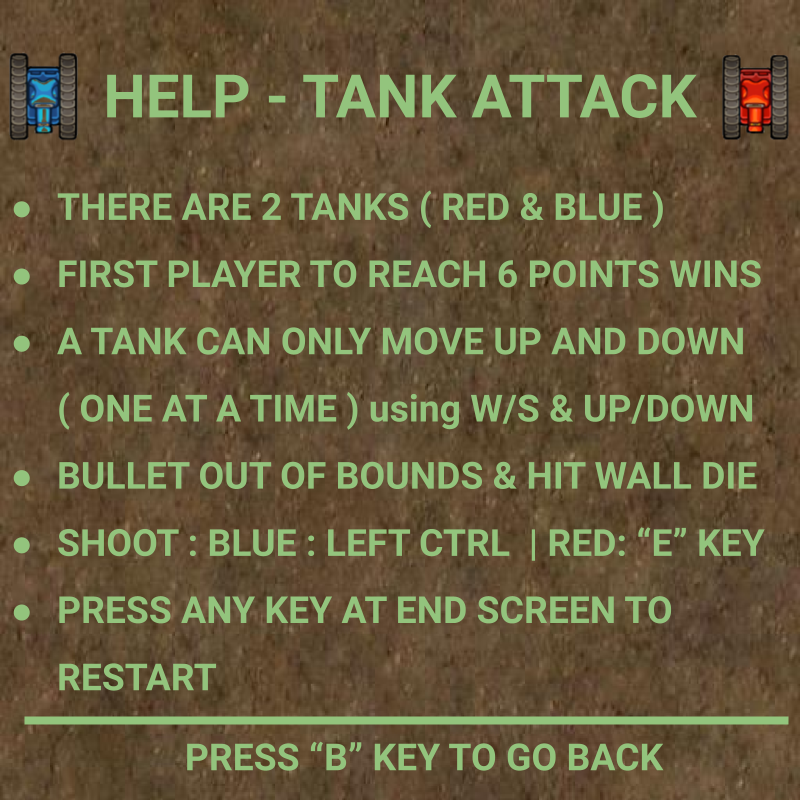 HELP - TANK ATTACK
● THERE ARE 2 TANKS ( RED & BLUE )
● FIRST PLAYER TO REACH 6 POINTS WINS
● A TANK CAN ONLY MOVE UP AND DOWN
( ONE AT A TIME ) using W/S & UP/DOWN
● BULLET OUT OF BOUNDS & HIT WALL DIE
● SHOOT : BLUE : LEFT CTRL | RED: “E” KEY
● PRESS ANY KEY AT END SCREEN TO
RESTART
PRESS “B” KEY TO GO BACK